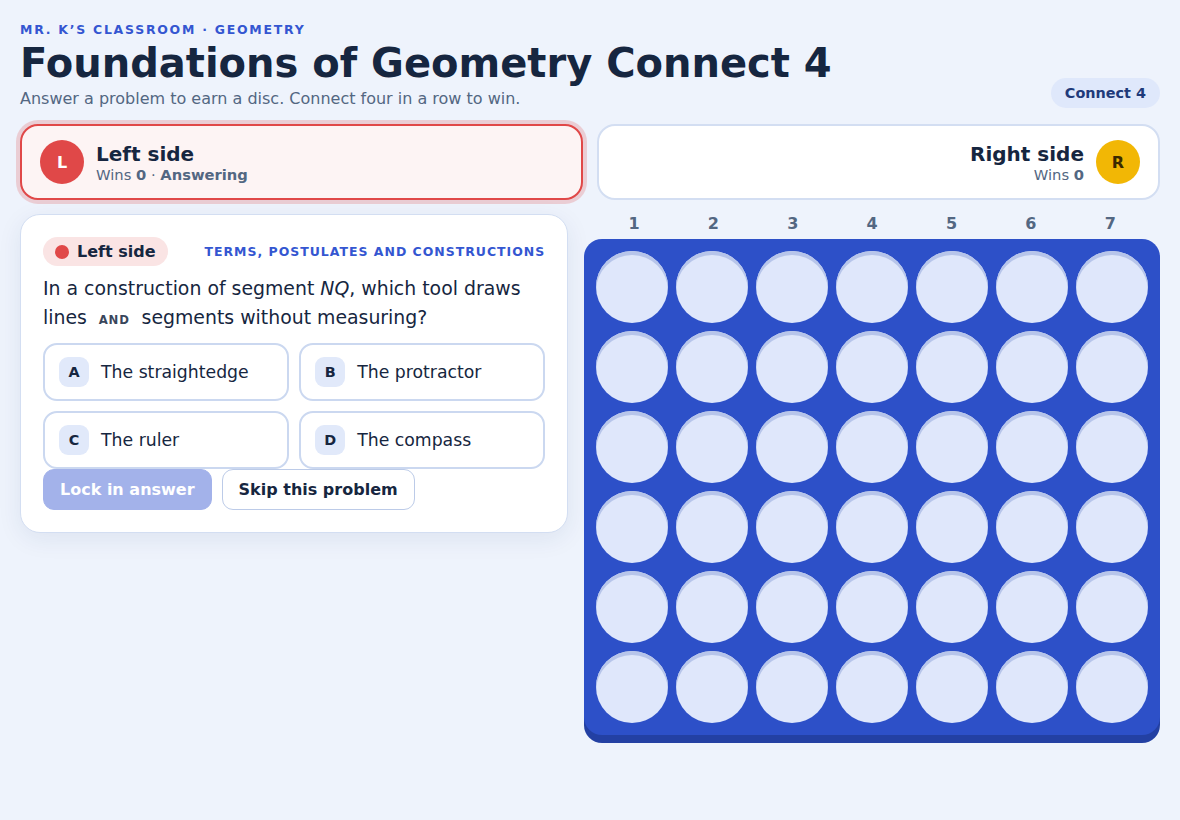 MR. K’S CLASSROOM · GEOMETRY
Foundations of Geometry Connect 4
Answer a problem to earn a disc. Connect four in a row to win.
Connect 4
L
Left side
Wins 0 · Answering
Right side
Wins 0
R
Left side
TERMS, POSTULATES AND CONSTRUCTIONS
In a construction of segment NQ, which tool draws
lines AND segments without measuring?
A The straightedge
B The protractor
C The ruler
D The compass
Lock in answer
Skip this problem
1 2 3 4 5 6 7